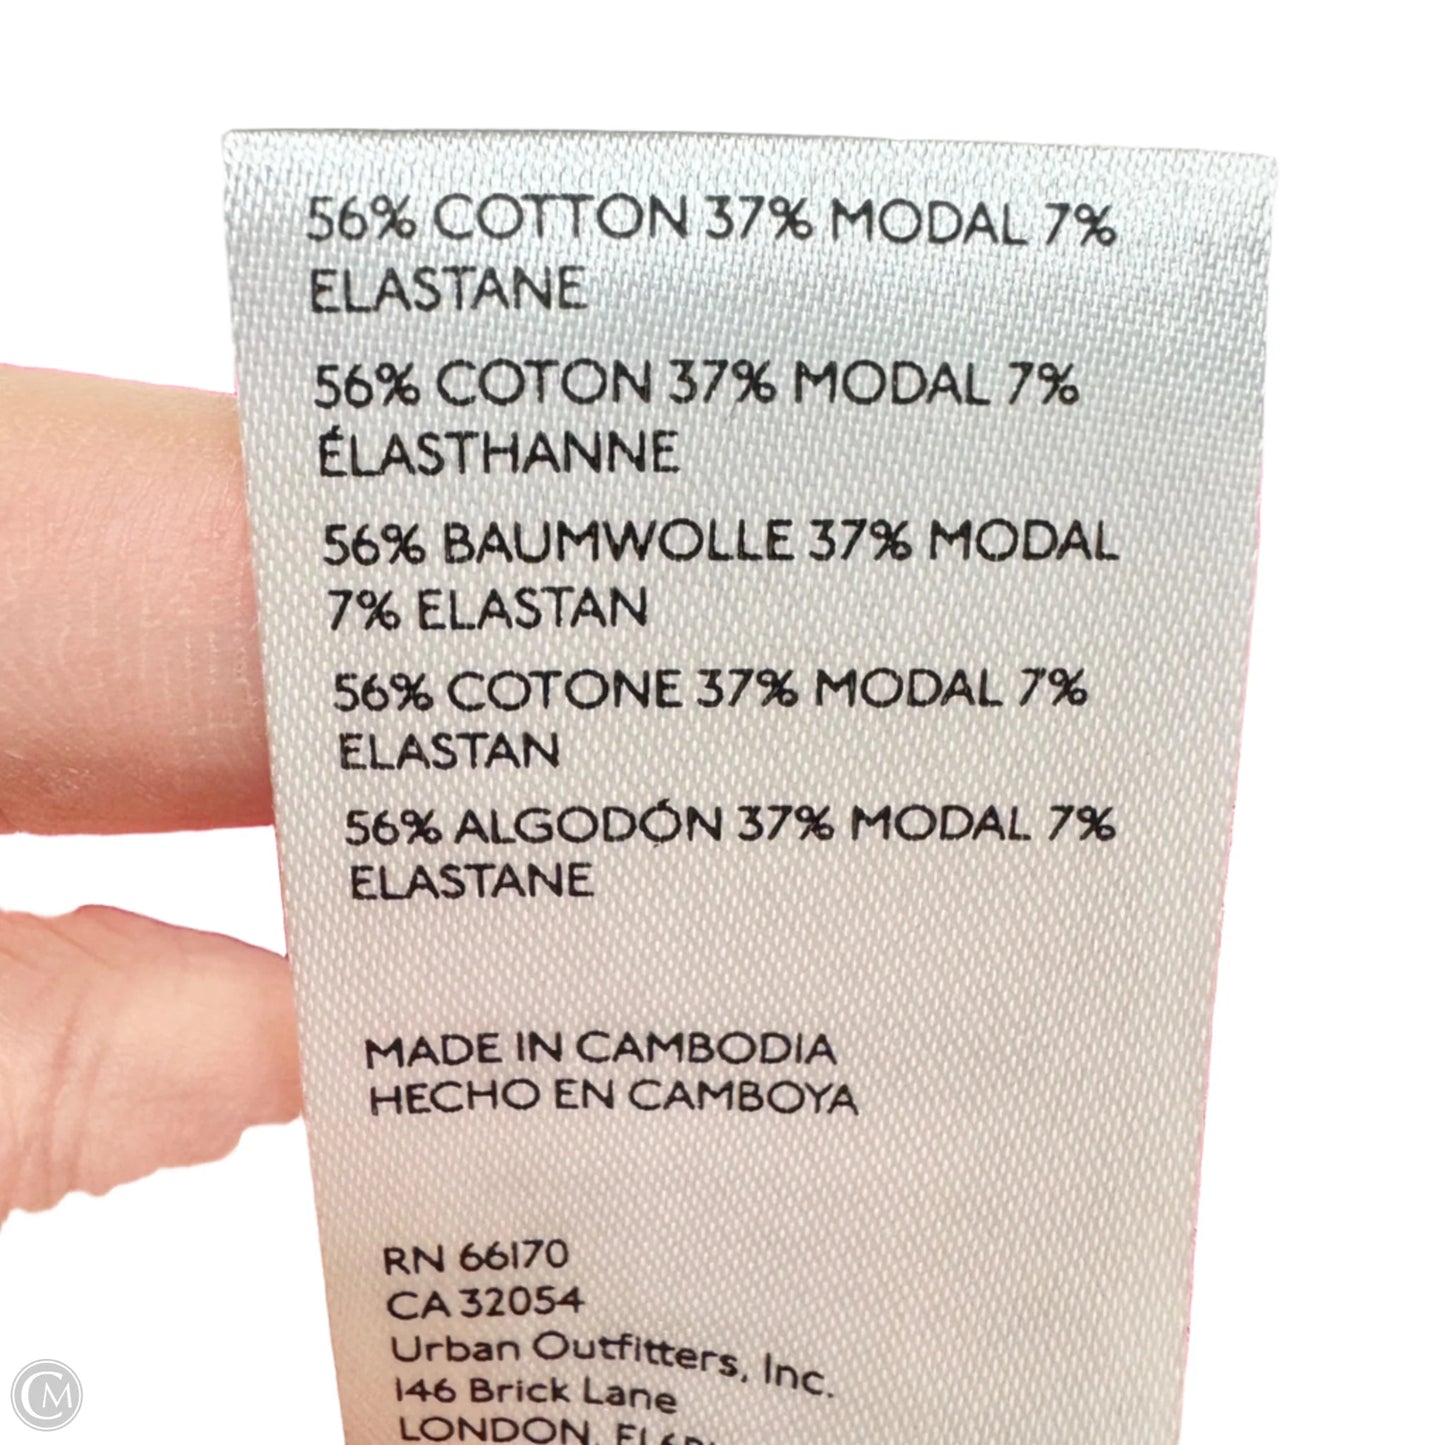 56% COTTON 37% MODAL 7%
ELASTANE
56% COTON 37% MODAL 7%
ÉLASTHANNE
56% BAUMWOLLE 37% MODAL
7% ELASTAN
56% COTONE 37% MODAL 7%
ELASTAN
56% ALGODÓN 37% MODAL 7%
ELASTANE
MADE IN CAMBODIA
HECHO EN CAMBOYA
RN 66170
CA 32054
Urban Outfitters, Inc.
146 Brick Lane
LONDON,
CM